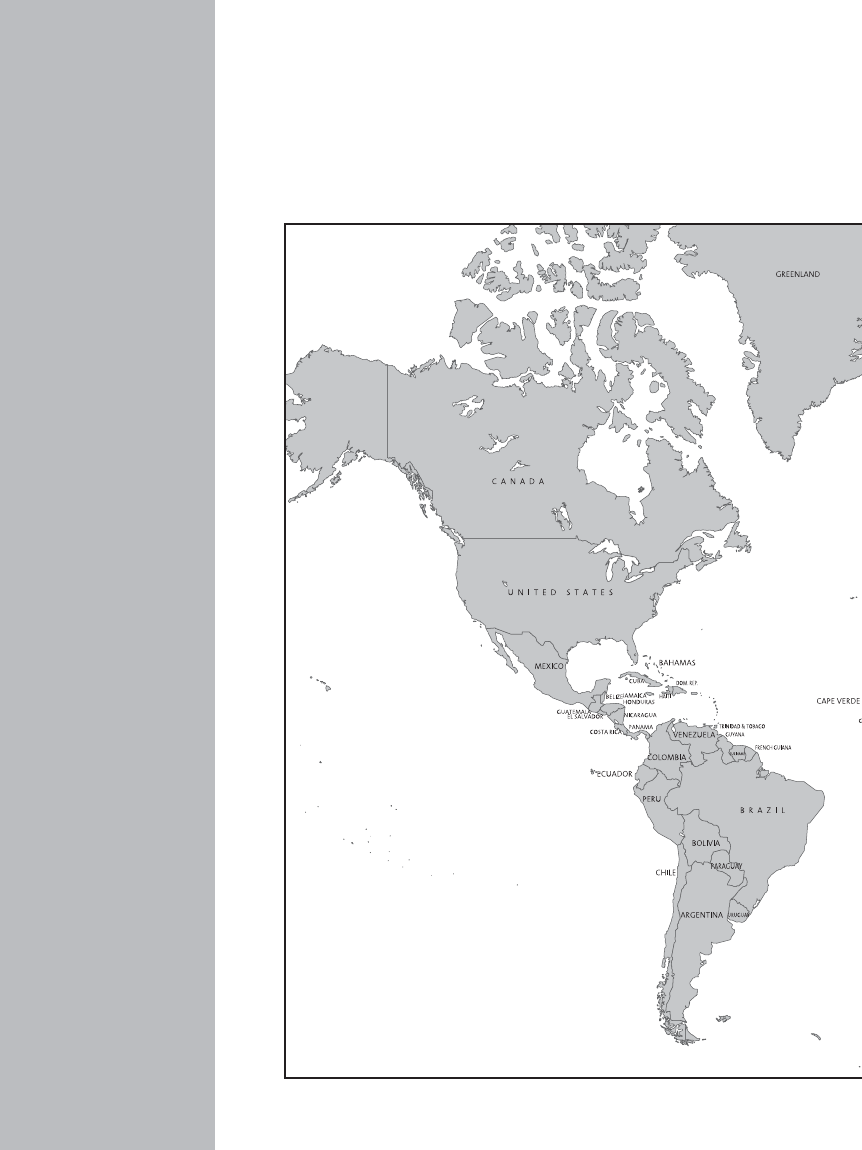 GREENLAND
CANADA
UNITED STATES
MEXICO
BAHAMAS
CUBA
DOM. REP.
HAITI
BELIZE
JAMAICA
HONDURAS
GUATEMALA
EL SALVADOR
NICARAGUA
COSTA RICA
PANAMA
CAPE VERDE
TRINIDAD & TOBAGO
VENEZUELA
GUYANA
FRENCH GUIANA
COLOMBIA
ECUADOR
PERU
BRAZIL
BOLIVIA
PARAGUAY
CHILE
ARGENTINA
URUGUAY